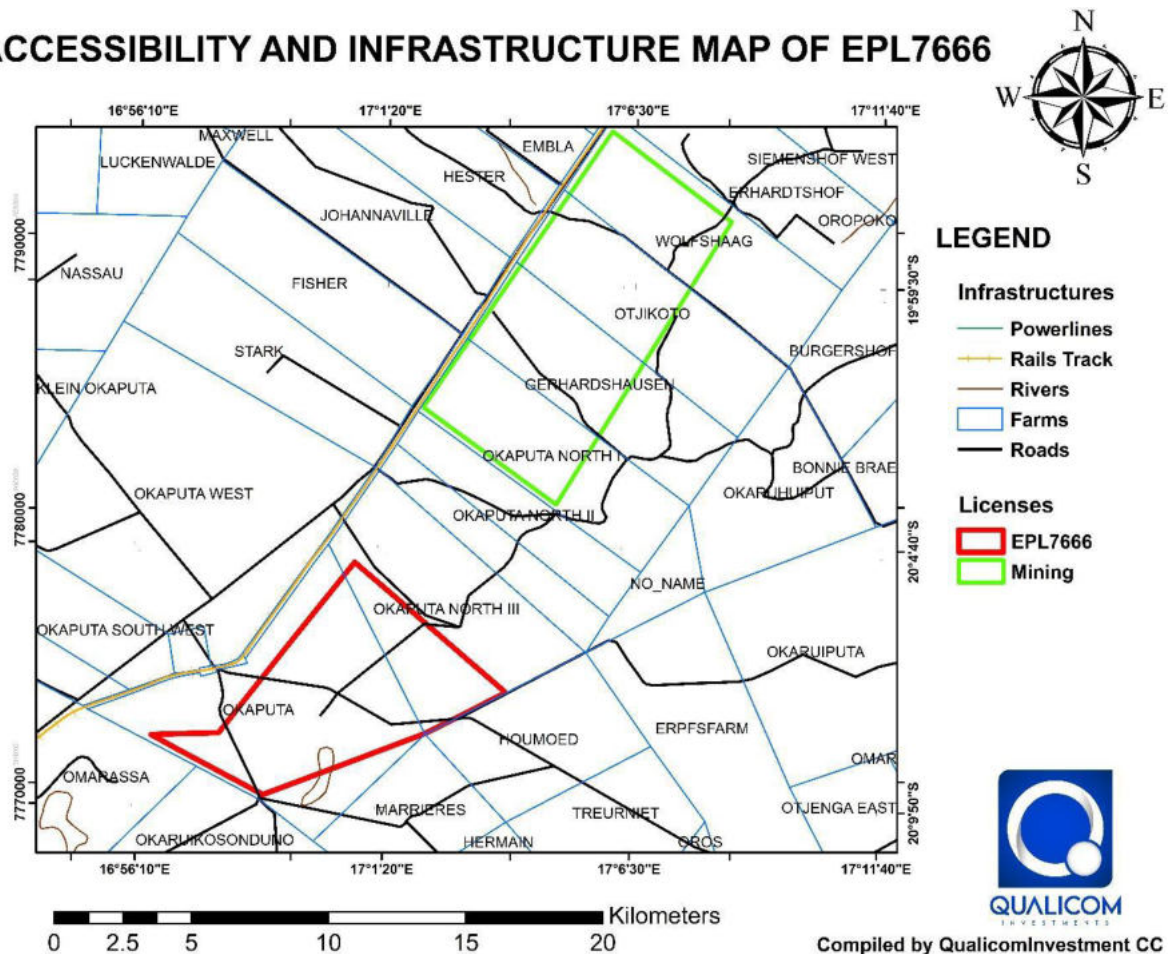 ACCESSIBILITY AND INFRASTRUCTURE MAP OF EPL7666
N
W E
S
16°56'10"E 17°1'20"E 17°6'30"E 17°11'40"E
MAXWELL
EMBLA
LUCKENWALDE
SIEMENSHOF WEST
HESTER
ERHARDTSHOF
JOHANNAVILLE
OROPOKO
7790000
WOLFSHAAG
LEGEND
NASSAU
FISHER
Infrastructures
19°59'30"S
OTJIKOTO
Powerlines
STARK
BURGERSHOF
Rails Track
KLEIN OKAPUTA
GERHARDSHAUSEN
Rivers
Farms
Roads
OKAPUTA NORTH I
BONNIE BRAE
OKAPUTA WEST
OKARUHUIPUT
Licenses
7780000
OKAPUTA NORTH II
EPL7666
20°4'40"S
Mining
NO_NAME
OKAPUTA NORTH III
OKAPUTA SOUTH WEST
OKARUIPUTA
OKAPUTA
ERPFSFARM
HOUMOED
OMAR
OMARASSA
7770000
MARRIERES
TREURNIET
OTJENGA EAST
20°9'50"S
OKARUIKOSONDUNO
HERMAIN
OROS
16°56'10"E 17°1'20"E 17°6'30"E 17°11'40"E
QUALICOM
INVESTMENTS
Kilometers
0 2.5 5 10 15 20
Compiled by QualicomInvestment CC